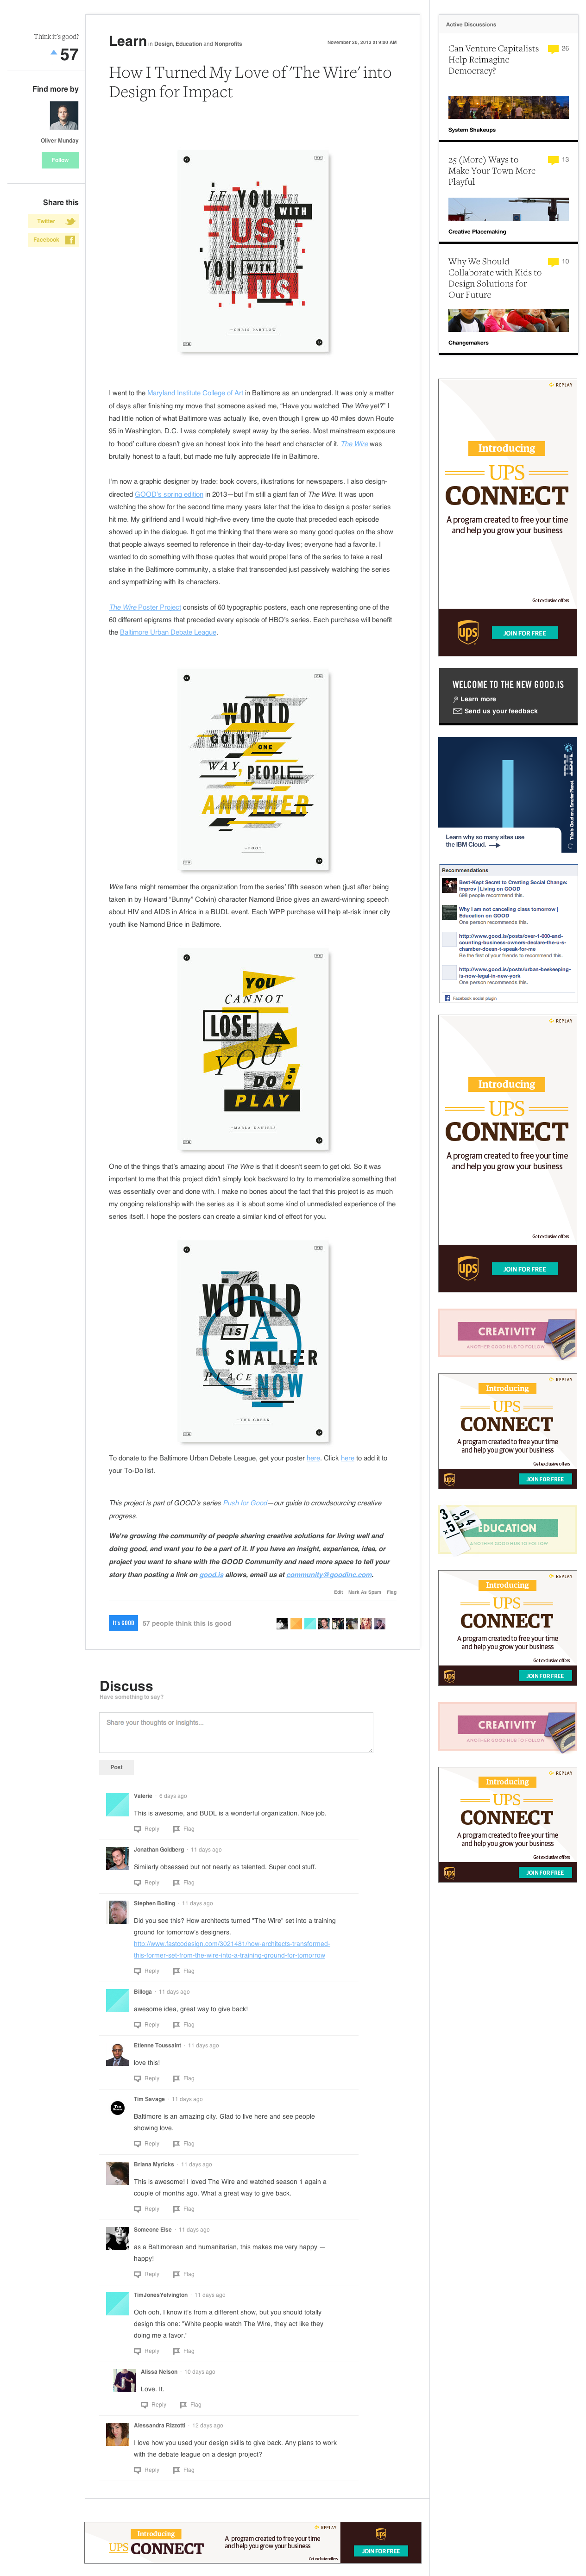 Think it's good?
57
Find more by
Oliver Munday
Follow
Share this
Twitter
Facebook
Learn in Design, Education and Nonprofits
November 26, 2013 at 9:00 AM
How I Turned My Love of 'The Wire' into
Design for Impact
IF YOU
WITH
US,
YOU
WITH
US
—CHRIS PARTLOW
I went to the Maryland Institute College of Art in Baltimore as an undergrad. It was only a matter
of days after finishing my move that someone asked me, "Have you watched The Wire yet?" I
had little notion of what Baltimore was actually like, even though I grew up 40 miles down Route
95 in Washington, D.C. I was completely swept away by the series. Most mainstream exposure
to 'hood' culture doesn't give an honest look into the heart and character of it. The Wire was
brutally honest to a fault, but made me fully appreciate life in Baltimore.
I'm now a graphic designer by trade: book covers, illustrations for newspapers. I also design-
directed GOOD's spring edition in 2013—but I'm still a giant fan of The Wire. It was upon
watching the show for the second time many years later that the idea to design a poster series
hit me. My girlfriend and I would high-five every time the quote that preceded each episode
showed up in the dialogue. It got me thinking that there were so many good quotes on the show
that people always seemed to reference in their day-to-day lives; everyone had a favorite. I
wanted to do something with those quotes that would propel fans of the series to take a real
stake in the Baltimore community, a stake that transcended just passively watching the series
and sympathizing with its characters.
The Wire Poster Project consists of 60 typographic posters, each one representing one of the
60 different epigrams that preceded every episode of HBO's series. Each purchase will benefit
the Baltimore Urban Debate League.
WORLD
GOIN' ONE
WAY, PEOPLE
ANOTHER
—POOT
Wire fans might remember the organization from the series' fifth season (when just after being
taken in by Howard "Bunny" Colvin) character Namond Brice gives an award-winning speech
about HIV and AIDS in Africa in a BUDL event. Each WPP purchase will help at-risk inner city
youth like Namond Brice in Baltimore.
YOU
CANNOT
LOSE IF
YOU
DO NOT
PLAY
—MARLA DANIELS
One of the things that's amazing about The Wire is that it doesn't seem to get old. So it was
important to me that this project didn't simply look backward to try to memorialize something that
was essentially over and done with. I make no bones about the fact that this project is as much
my ongoing relationship with the series as it is about some kind of unmediated experience of the
series itself. I hope the posters can create a similar kind of effect for you.
The
WORLD
IS A
SMALLER
PLACE
NOW
—THE GREEK
To donate to the Baltimore Urban Debate League, get your poster here. Click here to add it to
your To-Do list.
This project is part of GOOD's series Push for Good—our guide to crowdsourcing creative
progress.
We're growing the community of people sharing creative solutions for living well and
doing good, and want you to be a part of it. If you have an insight, experience, idea, or
project you want to share with the GOOD Community and need more space to tell your
story than posting a link on good.is allows, email us at community@goodinc.com.
Edit Mark As Spam Flag
It's GOOD 57 people think this is good
Discuss
Have something to say?
Share your thoughts or insights...
Post
Valerie · 6 days ago
This is awesome, and BUDL is a wonderful organization. Nice job.
Reply Flag
Jonathan Goldberg · 11 days ago
Similarly obsessed but not nearly as talented. Super cool stuff.
Reply Flag
Stephen Bolling · 11 days ago
Did you see this? How architects turned "The Wire" set into a training
ground for tomorrow's designers.
http://www.fastcodesign.com/3021481/how-architects-transformed-
this-former-set-from-the-wire-into-a-training-ground-for-tomorrow
Reply Flag
Billoga · 11 days ago
awesome idea, great way to give back!
Reply Flag
Etienne Toussaint · 11 days ago
love this!
Reply Flag
Tim Savage · 11 days ago
Baltimore is an amazing city. Glad to live here and see people
showing love.
Reply Flag
Briana Myricks · 11 days ago
This is awesome! I loved The Wire and watched season 1 again a
couple of months ago. What a great way to give back.
Reply Flag
Someone Else · 11 days ago
as a Baltimorean and humanitarian, this makes me very happy —
happy!
Reply Flag
TimJonesYelvington · 11 days ago
Ooh ooh, I know it's from a different show, but you should totally
design this one: "White people watch The Wire, they act like they
doing me a favor."
Reply Flag
Alissa Nelson · 10 days ago
Love. It.
Reply Flag
Alessandra Rizzotti · 12 days ago
I love how you used your design skills to give back. Any plans to work
with the debate league on a design project?
Reply Flag
Active Discussions
Can Venture Capitalists
Help Reimagine
Democracy?
26
System Shakeups
25 (More) Ways to
Make Your Town More
Playful
13
Creative Placemaking
Why We Should
Collaborate with Kids to
Design Solutions for
Our Future
10
Changemakers
REPLAY
Introducing
UPS
CONNECT
A program created to free your time
and help you grow your business
Get exclusive offers
ups
JOIN FOR FREE
WELCOME TO THE NEW GOOD.IS
Learn more
Send us your feedback
IBM
This is Cloud on a Smarter Planet.
Learn why so many sites use
the IBM Cloud.
Recommendations
Best-Kept Secret to Creating Social Change:
Improv | Living on GOOD
698 people recommend this.
Why I am not canceling class tomorrow |
Education on GOOD
One person recommends this.
http://www.good.is/posts/over-1-000-and-
counting-business-owners-declare-the-u-s-
chamber-doesn-t-speak-for-me
Be the first of your friends to recommend this.
http://www.good.is/posts/urban-beekeeping-
is-now-legal-in-new-york
One person recommends this.
Facebook social plugin
REPLAY
Introducing
UPS
CONNECT
A program created to free your time
and help you grow your business
Get exclusive offers
ups
JOIN FOR FREE
CREATIVITY
ANOTHER GOOD HUB TO FOLLOW
REPLAY
Introducing
UPS
CONNECT
A program created to free your time
and help you grow your business
Get exclusive offers
ups
JOIN FOR FREE
EDUCATION
ANOTHER GOOD HUB TO FOLLOW
REPLAY
Introducing
UPS
CONNECT
A program created to free your time
and help you grow your business
Get exclusive offers
ups
JOIN FOR FREE
CREATIVITY
ANOTHER GOOD HUB TO FOLLOW
REPLAY
Introducing
UPS
CONNECT
A program created to free your time
and help you grow your business
Get exclusive offers
ups
JOIN FOR FREE
REPLAY
Introducing
UPS CONNECT
A program created to free your time
and help you grow your business
Get exclusive offers
ups
JOIN FOR FREE